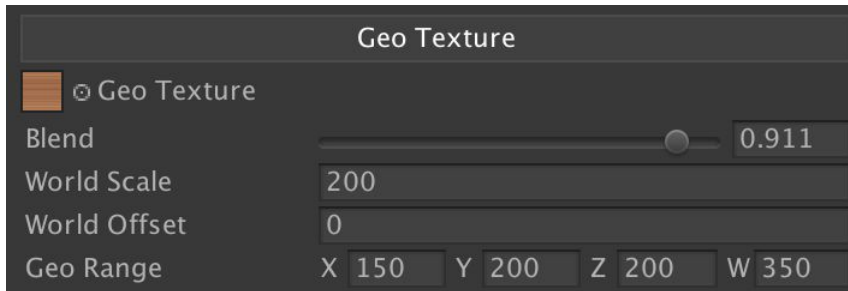 Geo Texture
Geo Texture
Blend 0.911
World Scale 200
World Offset 0
Geo Range X 150 Y 200 Z 200 W 350